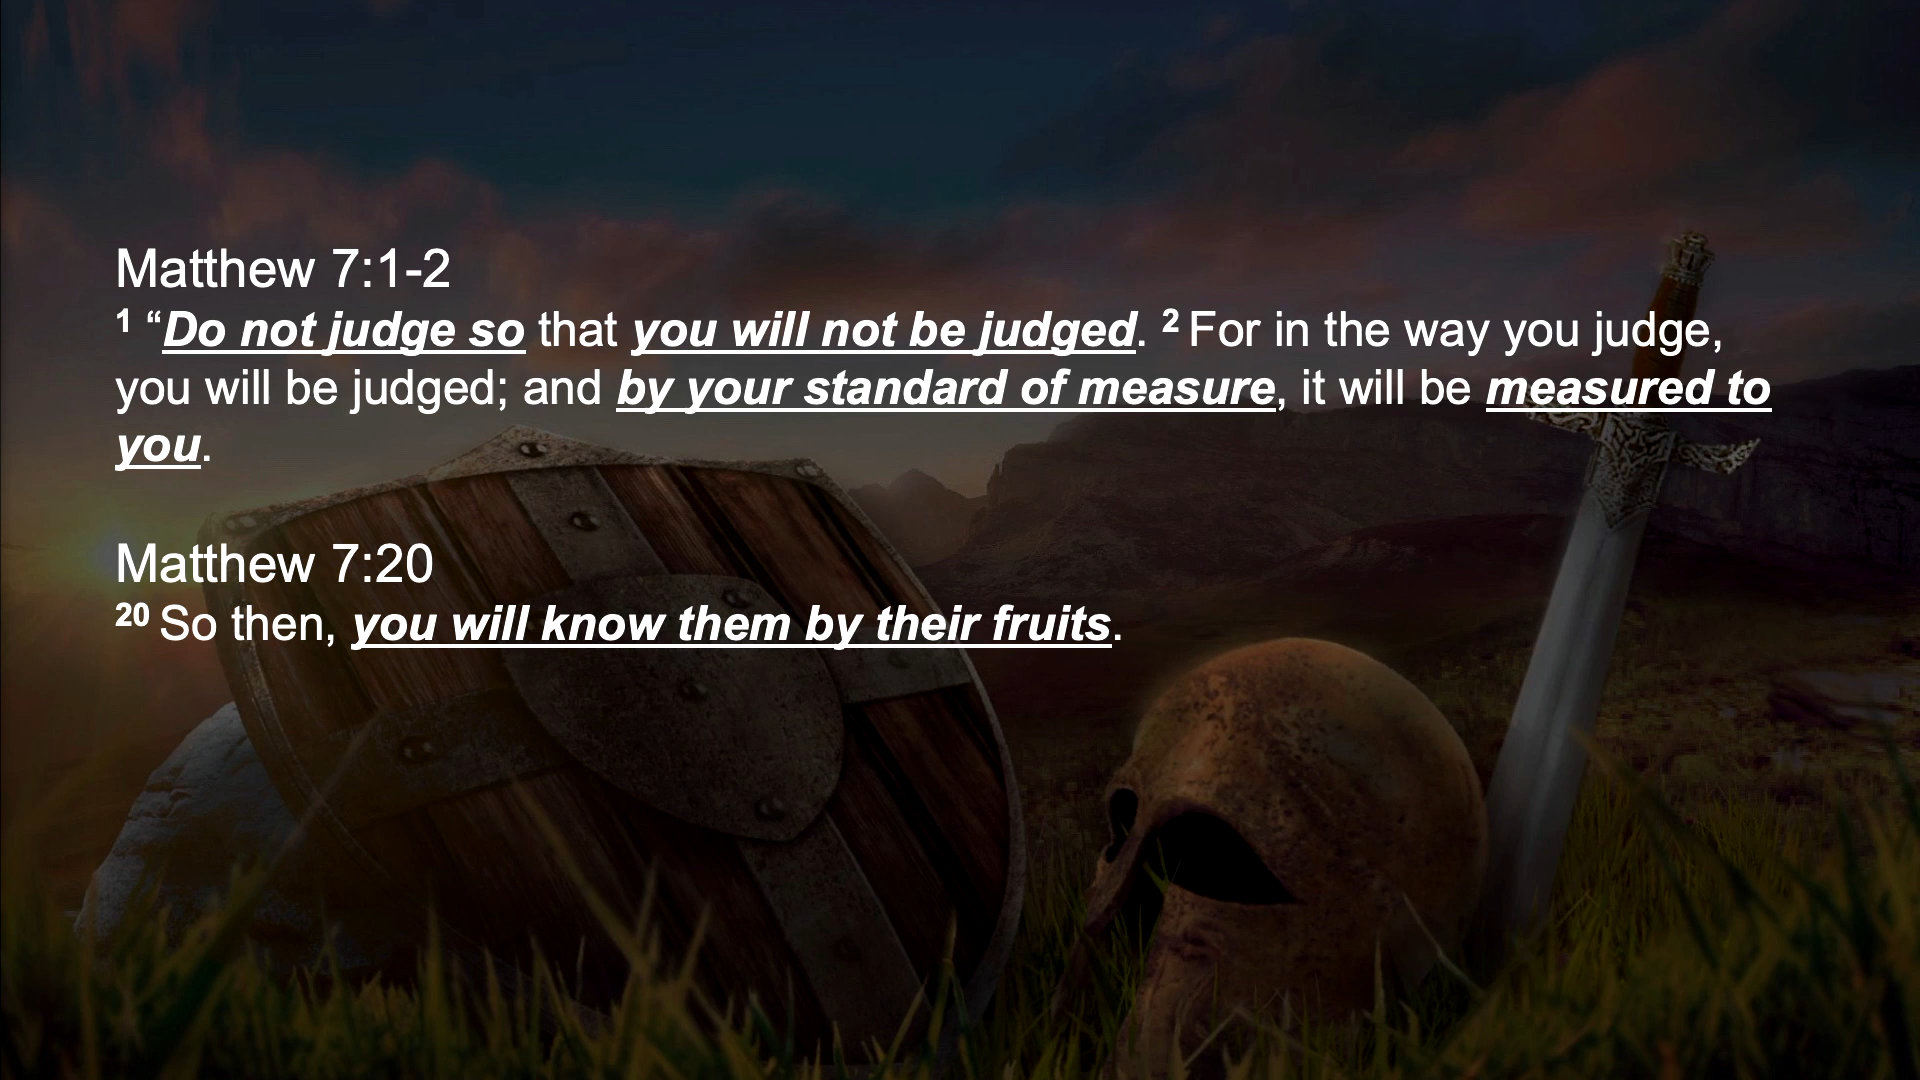 Matthew 7:1-2
1 “Do not judge so that you will not be judged. 2 For in the way you judge,
you will be judged; and by your standard of measure, it will be measured to
you.
Matthew 7:20
20 So then, you will know them by their fruits.